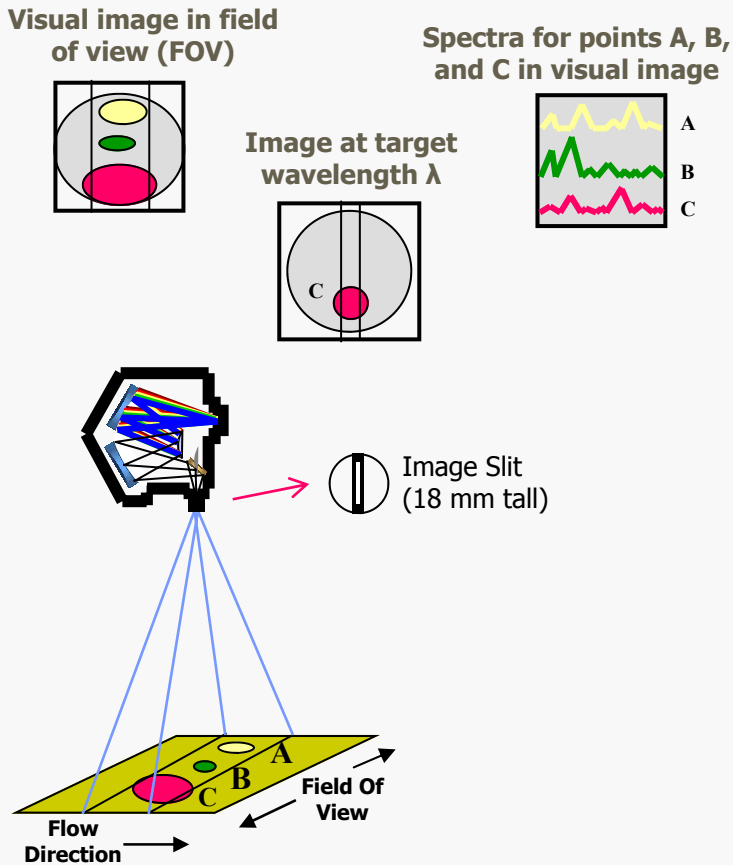 Visual image in field
of view (FOV)
Spectra for points A, B,
and C in visual image
A
B
C
Image at target
wavelength λ
C
Image Slit
(18 mm tall)
A
B
C
Field Of
View
Flow
Direction